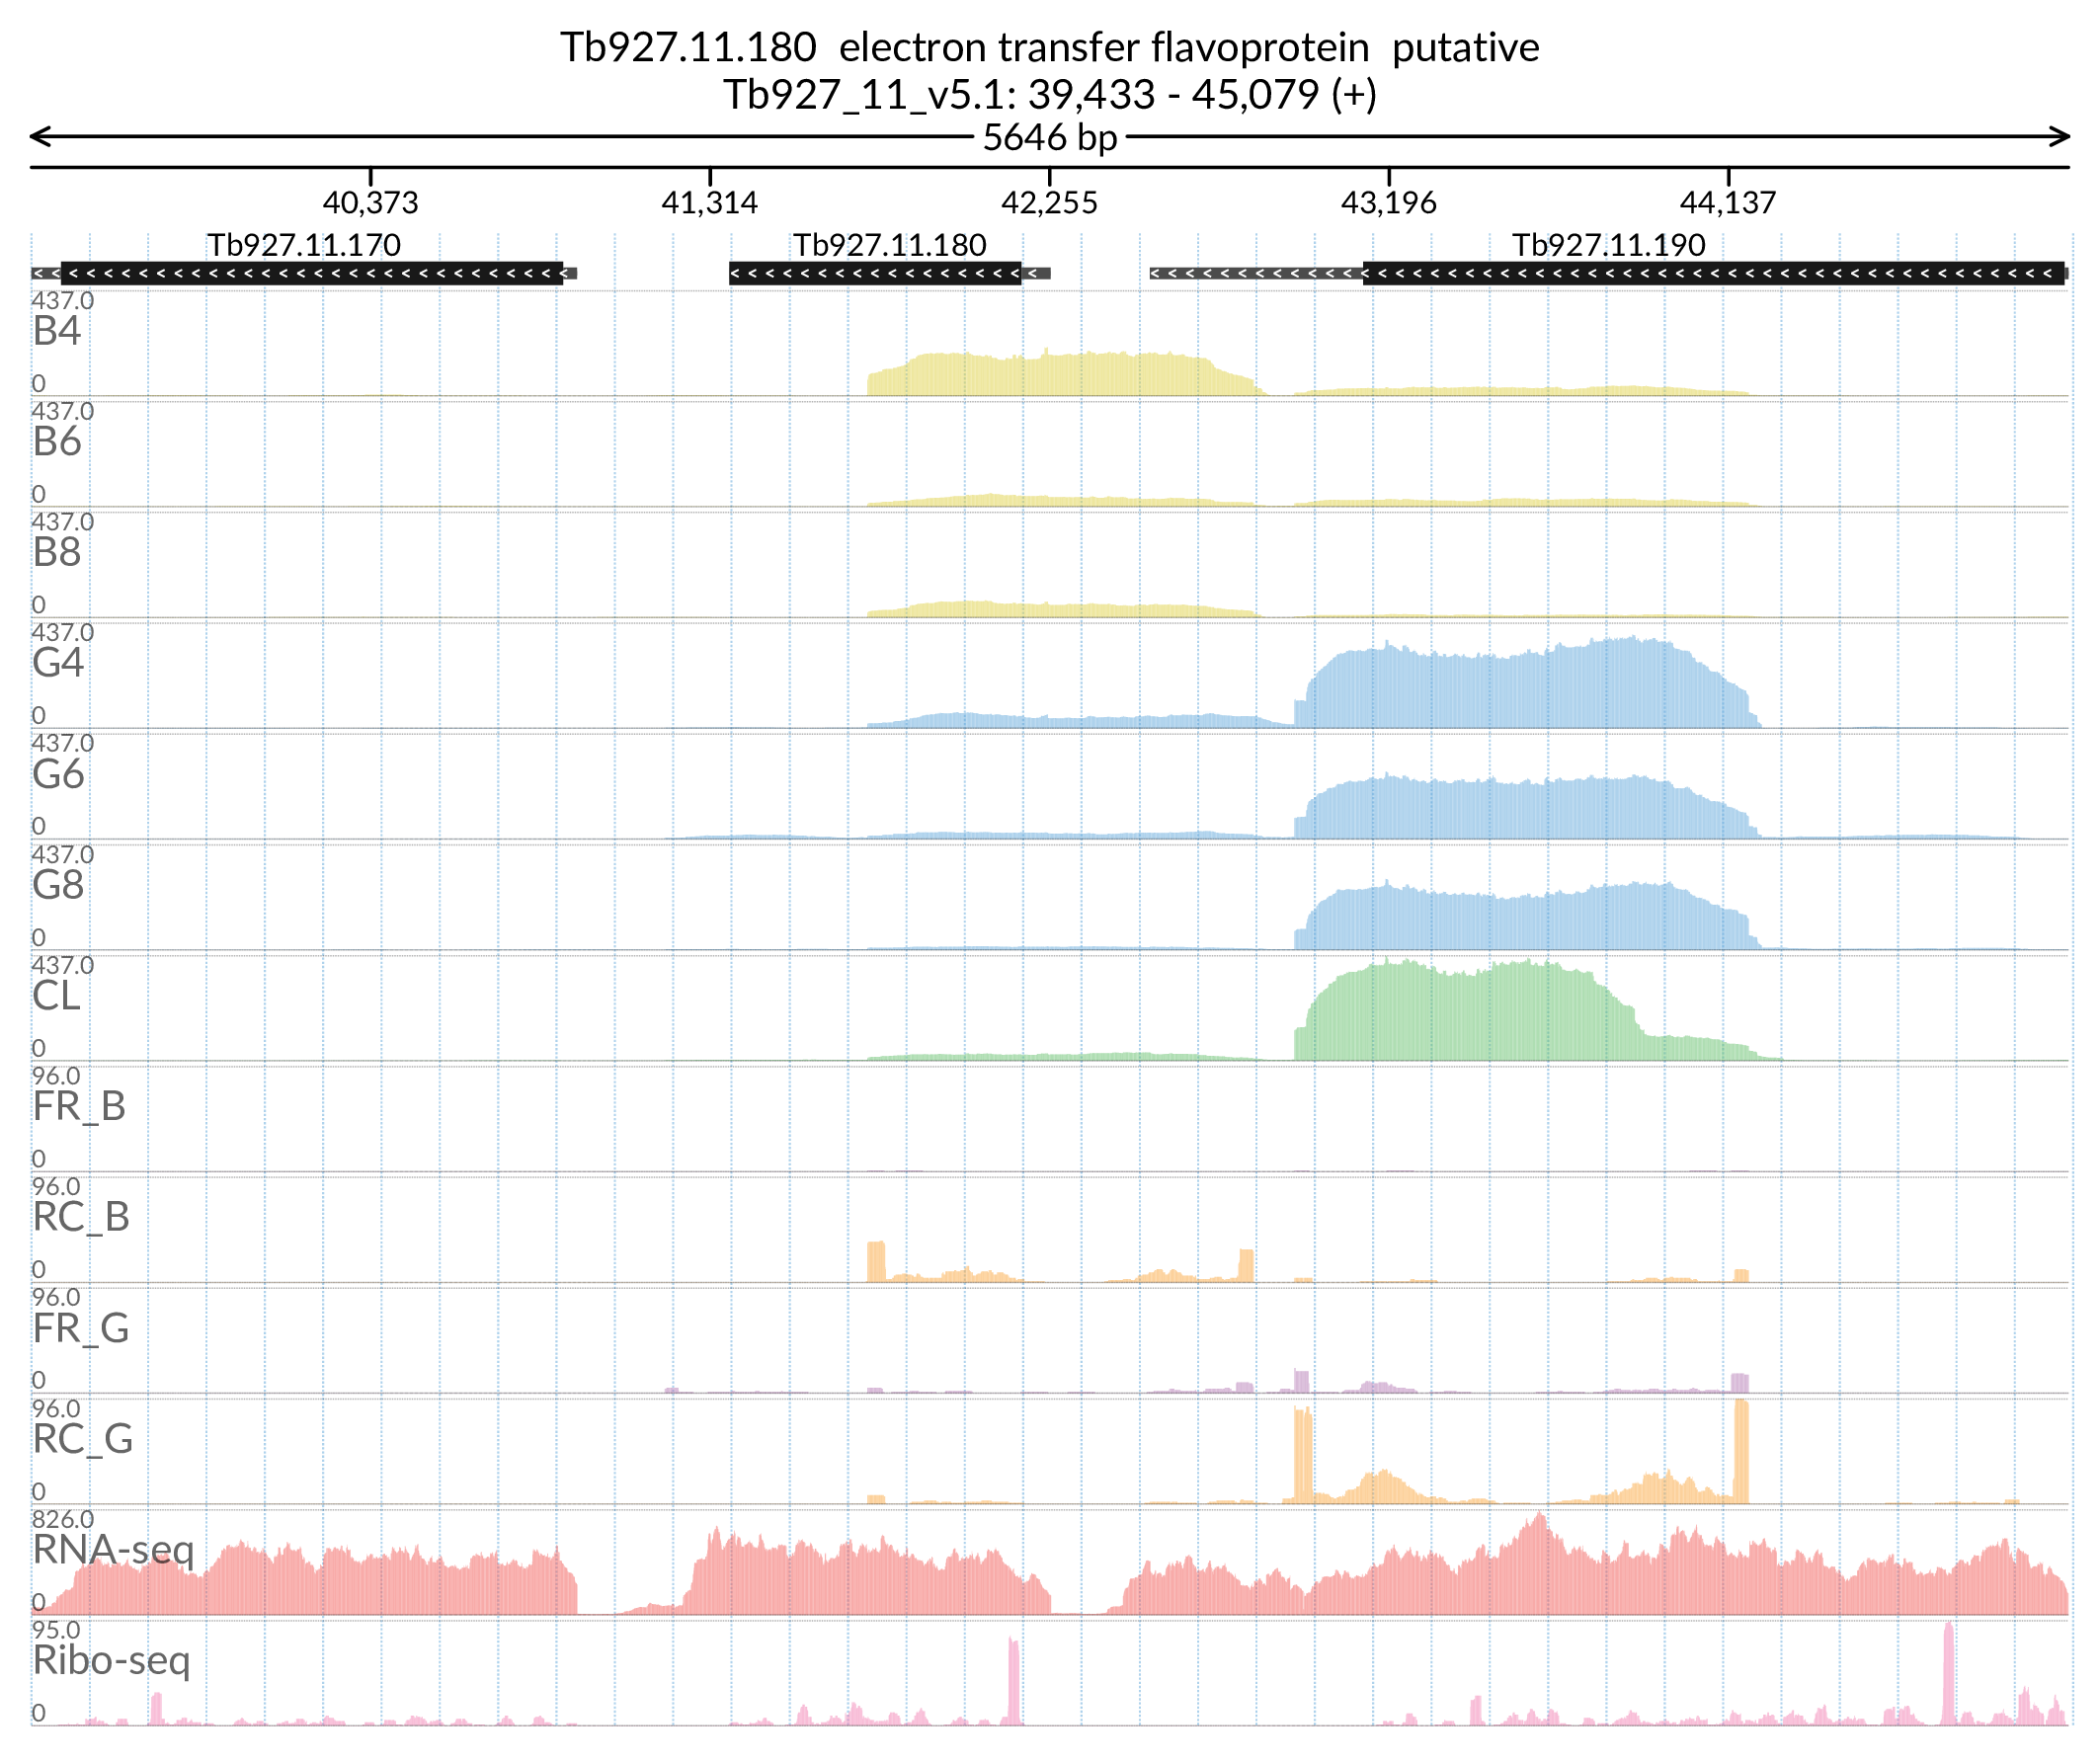 Tb927.11.180  electron transfer flavoprotein  putative
Tb927_11_v5.1: 39,433 - 45,079 (+)
5646 bp
40,373 41,314 42,255 43,196 44,137
Tb927.11.170 Tb927.11.180 Tb927.11.190
437.0
B4
0
437.0
B6
0
437.0
B8
0
437.0
G4
0
437.0
G6
0
437.0
G8
0
437.0
CL
0
96.0
FR_B
0
96.0
RC_B
0
96.0
FR_G
0
96.0
RC_G
0
826.0
RNA-seq
0
95.0
Ribo-seq
0